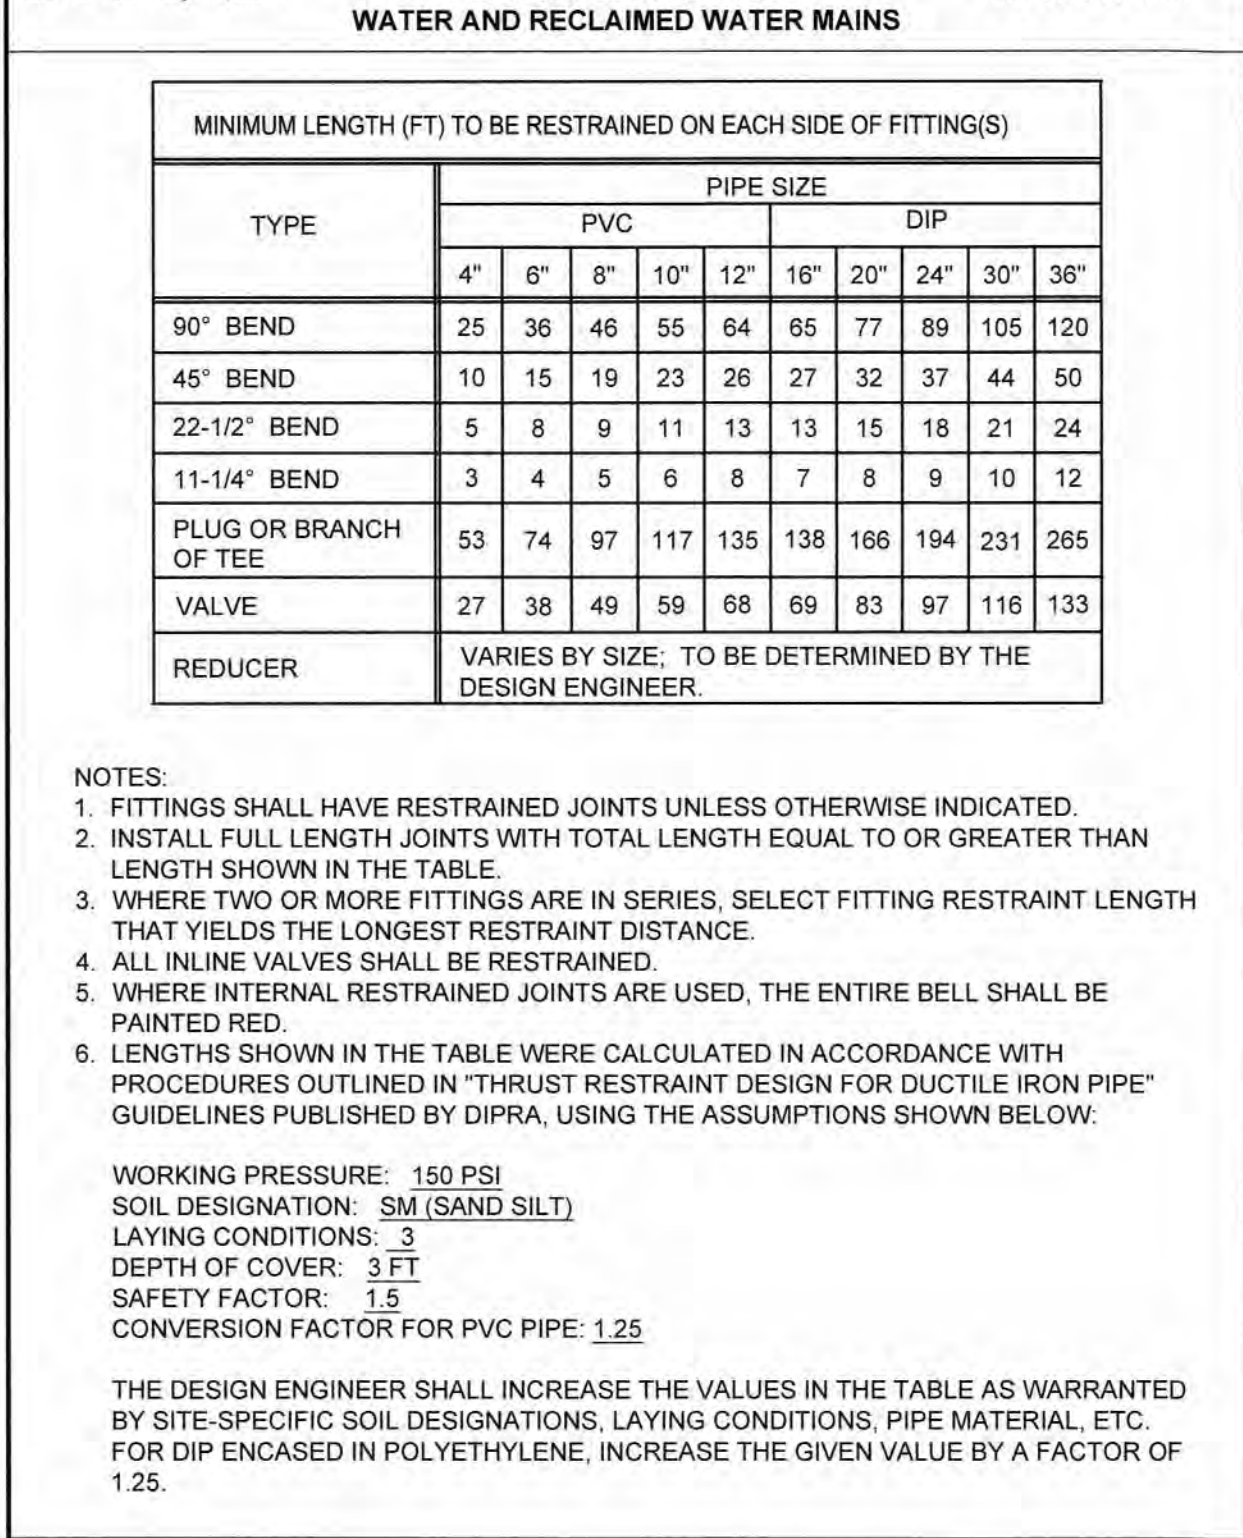 WATER AND RECLAIMED WATER MAINS
MINIMUM LENGTH (FT) TO BE RESTRAINED ON EACH SIDE OF FITTING(S)
TYPE
PIPE SIZE
PVC DIP
4" 6" 8" 10" 12" 16" 20" 24" 30" 36"
90° BEND 25 36 46 55 64 65 77 89 105 120
45° BEND 10 15 19 23 26 27 32 37 44 50
22-1/2° BEND 5 8 9 11 13 13 15 18 21 24
11-1/4° BEND 3 4 5 6 8 7 8 9 10 12
PLUG OR BRANCH
OF TEE 53 74 97 117 135 138 166 194 231 265
VALVE 27 38 49 59 68 69 83 97 116 133
REDUCER VARIES BY SIZE; TO BE DETERMINED BY THE
DESIGN ENGINEER.
NOTES:
1. FITTINGS SHALL HAVE RESTRAINED JOINTS UNLESS OTHERWISE INDICATED.
2. INSTALL FULL LENGTH JOINTS WITH TOTAL LENGTH EQUAL TO OR GREATER THAN
LENGTH SHOWN IN THE TABLE.
3. WHERE TWO OR MORE FITTINGS ARE IN SERIES, SELECT FITTING RESTRAINT LENGTH
THAT YIELDS THE LONGEST RESTRAINT DISTANCE.
4. ALL INLINE VALVES SHALL BE RESTRAINED.
5. WHERE INTERNAL RESTRAINED JOINTS ARE USED, THE ENTIRE BELL SHALL BE
PAINTED RED.
6. LENGTHS SHOWN IN THE TABLE WERE CALCULATED IN ACCORDANCE WITH
PROCEDURES OUTLINED IN "THRUST RESTRAINT DESIGN FOR DUCTILE IRON PIPE"
GUIDELINES PUBLISHED BY DIPRA, USING THE ASSUMPTIONS SHOWN BELOW:
WORKING PRESSURE: 150 PSI
SOIL DESIGNATION: SM (SAND SILT)
LAYING CONDITIONS: 3
DEPTH OF COVER: 3 FT
SAFETY FACTOR: 1.5
CONVERSION FACTOR FOR PVC PIPE: 1.25
THE DESIGN ENGINEER SHALL INCREASE THE VALUES IN THE TABLE AS WARRANTED
BY SITE-SPECIFIC SOIL DESIGNATIONS, LAYING CONDITIONS, PIPE MATERIAL, ETC.
FOR DIP ENCASED IN POLYETHYLENE, INCREASE THE GIVEN VALUE BY A FACTOR OF
1.25.